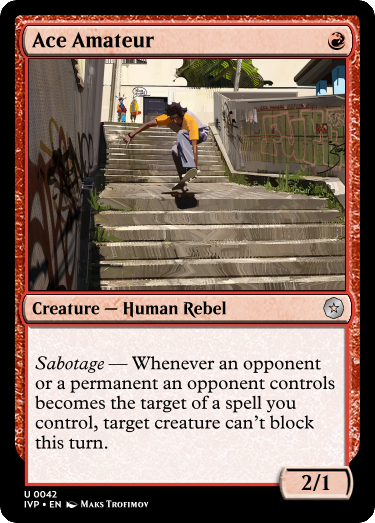 Ace Amateur
Creature — Human Rebel
Sabotage — Whenever an opponent
or a permanent an opponent controls
becomes the target of a spell you
control, target creature can't block
this turn.
2/1
U 0042
IVP • EN Maks Trofimov